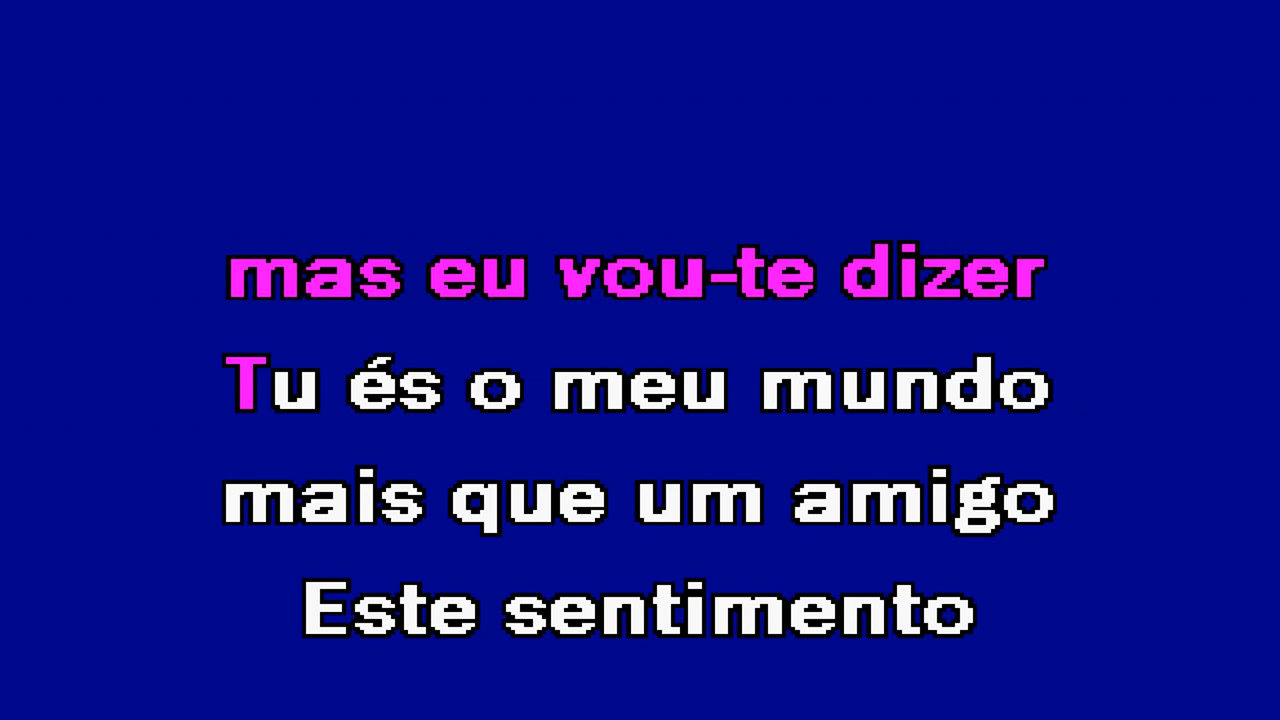 mas eu vou-te dizer
Tu és o meu mundo
mais que um amigo
Este sentimento